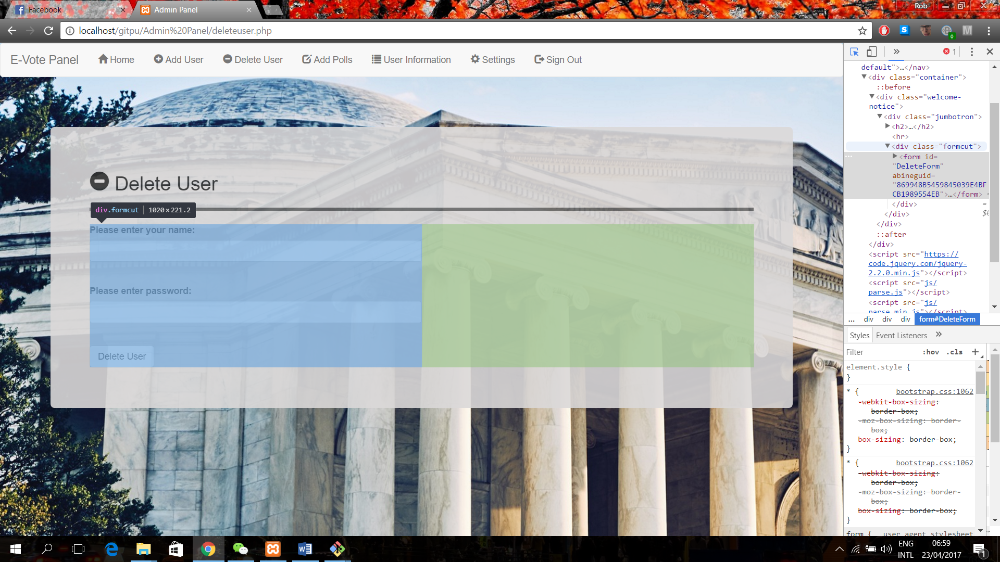 Facebook
Admin Panel
Rob
localhost/gitpu/Admin%20Panel/deleteuser.php
S
M
0
E-Vote Panel
Home
Add User
Delete User
Add Polls
User Information
Settings
Sign Out
Delete User
div.formcut 1020 × 221.2
Please enter your name:
Please enter password:
Delete User
1
default">…</nav>
<div class="container">
::before
<div class="welcome-
notice">
<div class="jumbotron">
<h2>…</h2>
<hr>
<div class="formcut">
<form id=
"DeleteForm"
abineguid=
"869948B5459845039E4BF
CB1989554EB">…</form> =
</div>
=
</div>
</div>
::after
</div>
<script src="https://
code.jquery.com/jquery-
2.2.0.min.js"></script>
<script src="js/
parse.js"></script>
<script src="js/
parse.min.js"></script>
... div div div form#DeleteForm
Styles Event Listeners »
Filter :hov .cls +
element.style {
}
* { bootstrap.css:1062
-webkit-box-sizing:
border-box;
-moz-box-sizing: border-
box;
box-sizing: border-box;
}
* { bootstrap.css:1062
-webkit-box-sizing:
border-box;
-moz-box-sizing: border-
box;
box-sizing: border-box;
}
form { user agent stylesheet
ENG
INTL
06:59
23/04/2017
1